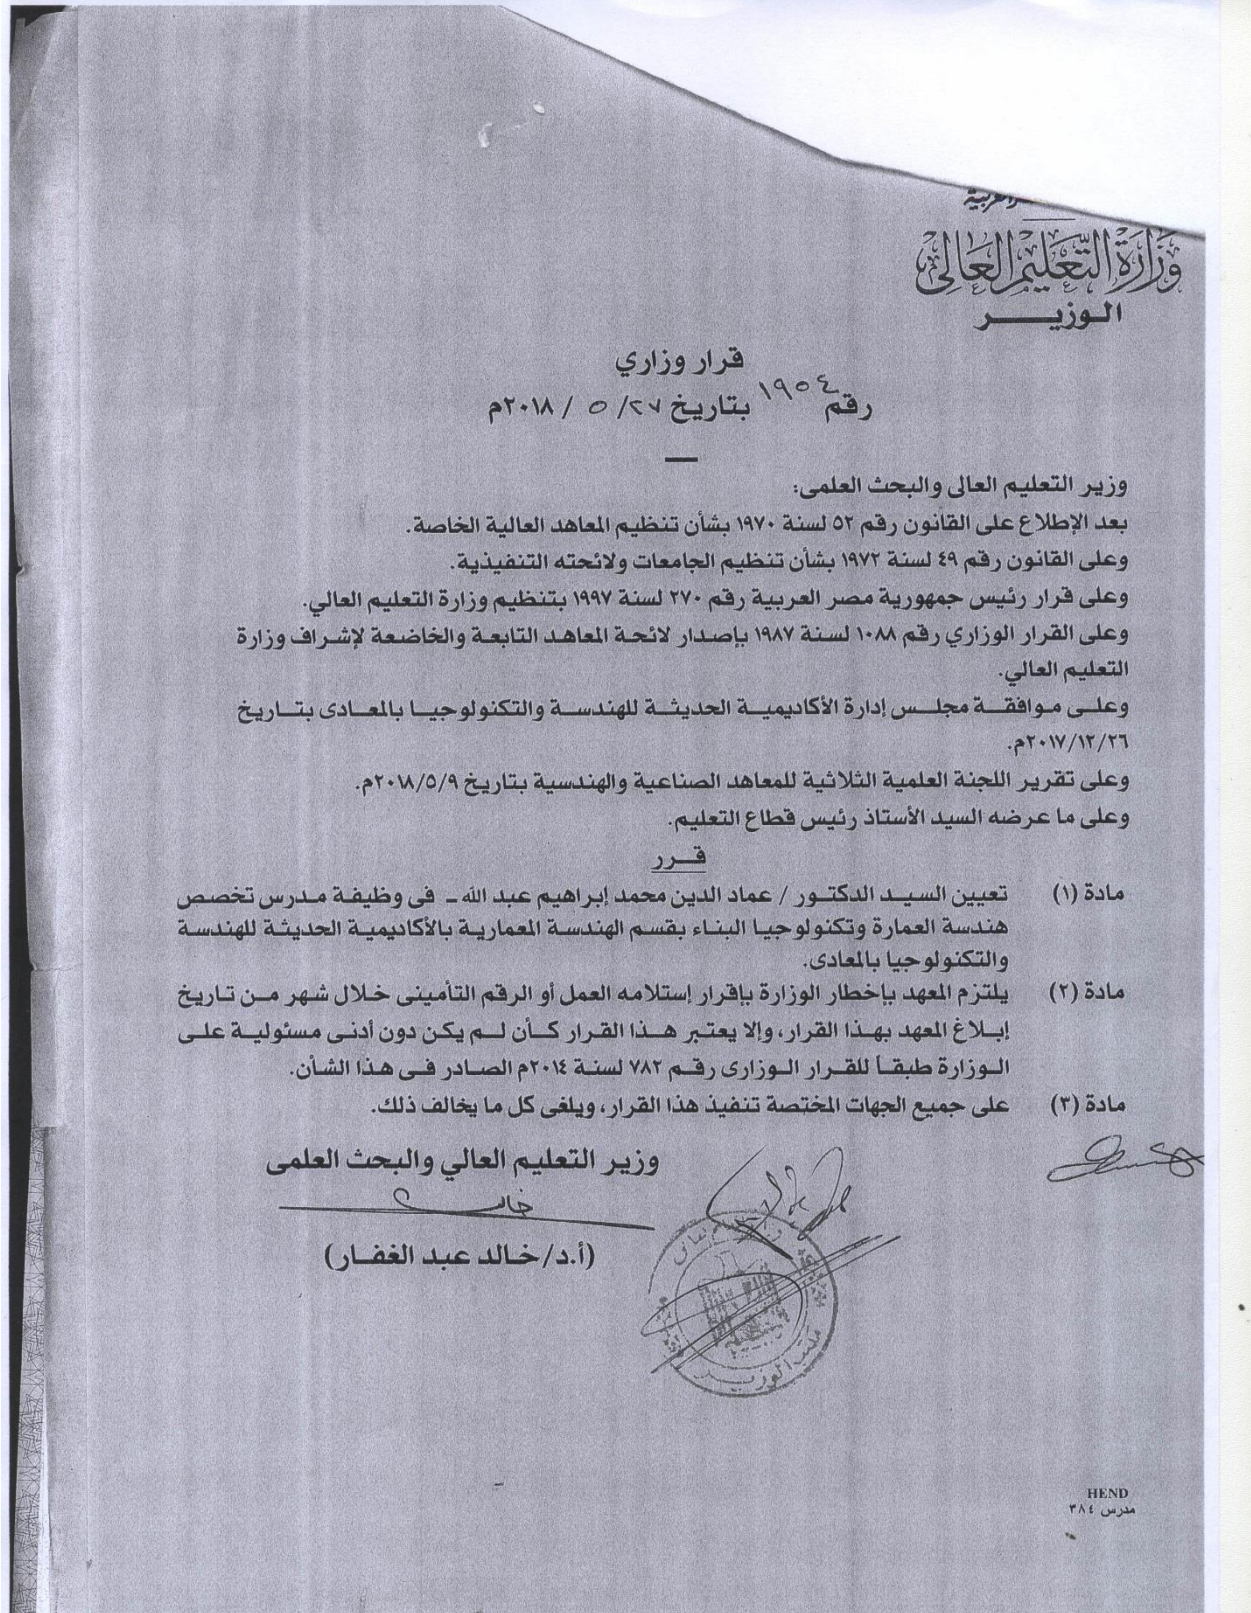 العربية
وزارة التعليم العالى
الوزير
قرار وزاري
رقم ١٩٥٤ بتاريخ ٢٧/ ٥ / ٢٠١٨م
وزير التعليم العالى والبحث العلمى:
بعد الإطلاع على القانون رقم ٥٢ لسنة ١٩٧٠ بشأن تنظيم المعاهد العالية الخاصة.
وعلى القانون رقم ٤٩ لسنة ١٩٧٢ بشأن تنظيم الجامعات ولائحته التنفيذية.
وعلى قرار رئيس جمهورية مصر العربية رقم ٢٧٠ لسنة ١٩٩٧ بتنظيم وزارة التعليم العالي.
وعلى القرار الوزاري رقم ١٠٨٨ لسنة ١٩٨٧ بإصدار لائحة المعاهد التابعة والخاضعة لإشراف وزارة
التعليم العالي.
وعلى موافقة مجلس إدارة الأكاديمية الحديثة للهندسة والتكنولوجيا بالمعادى بتاريخ
٢٠١٧/١٢/٢٦م.
وعلى تقرير اللجنة العلمية الثلاثية للمعاهد الصناعية والهندسية بتاريخ ٢٠١٨/٥/٩م.
وعلى ما عرضه السيد الأستاذ رئيس قطاع التعليم.
قرر
مادة (١) تعيين السيد الدكتور / عماد الدين محمد إبراهيم عبد الله - فى وظيفة مدرس تخصص
هندسة العمارة وتكنولوجيا البناء بقسم الهندسة المعمارية بالأكاديمية الحديثة للهندسة
والتكنولوجيا بالمعادى.
مادة (٢) يلتزم المعهد بإخطار الوزارة بإقرار إستلامه العمل أو الرقم التأمينى خلال شهر من تاريخ
إبلاغ المعهد بهذا القرار، وإلا يعتبر هذا القرار كأن لم يكن دون أدنى مسئولية على
الوزارة طبقاً للقرار الوزارى رقم ٧٨٢ لسنة ٢٠١٤م الصادر فى هذا الشأن.
مادة (٣) على جميع الجهات المختصة تنفيذ هذا القرار، ويلغى كل ما يخالف ذلك.
وزير التعليم العالي والبحث العلمى
خالد
(أ.د/ خالد عبد الغفار)
مكتب الوزير
HEND
مدرس ٣٨٤